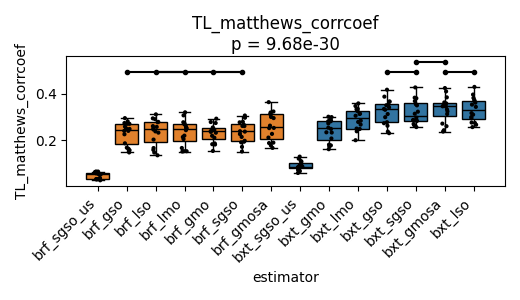 TL_matthews_corrcoef
p = 9.68e-30
TL_matthews_corrcoef
0.4
0.2
brf_sgso_us
brf_gso
brf_lso
brf_lmo
brf_gmo
brf_sgso
brf_gmosa
bxt_sgso_us
bxt_gmo
bxt_lmo
bxt_gso
bxt_sgso
bxt_gmosa
bxt_lso
estimator